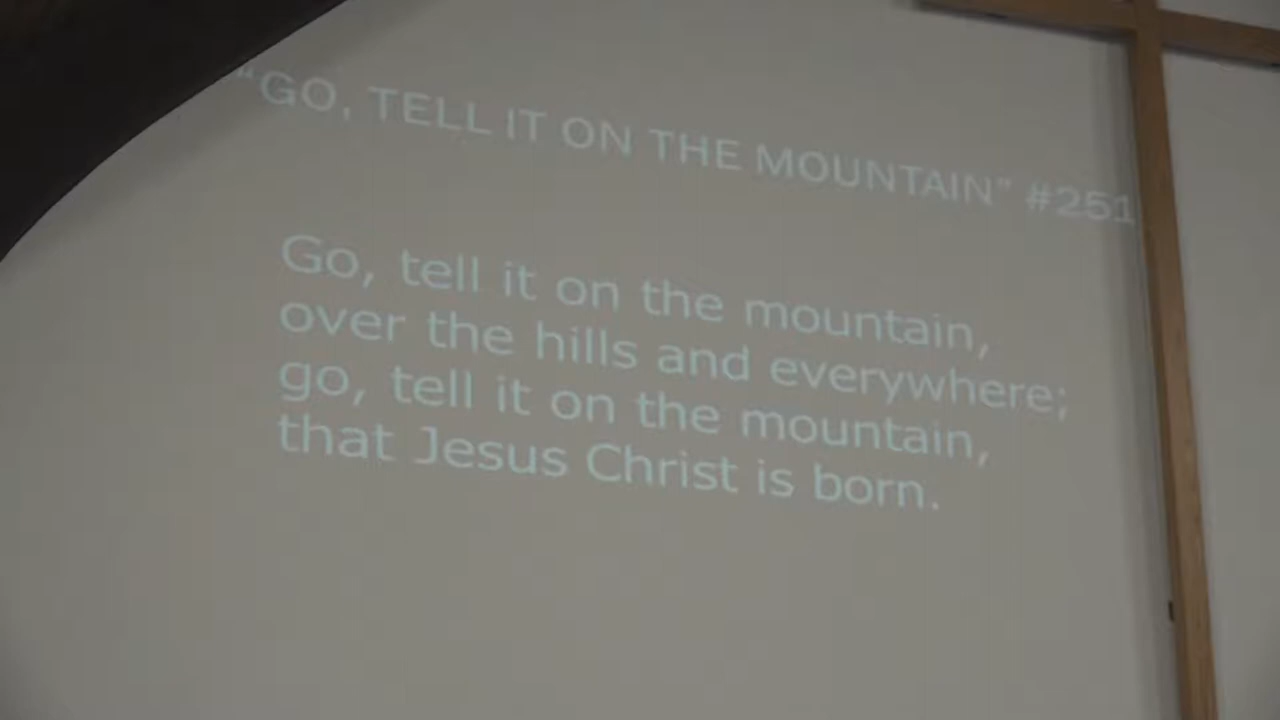 “GO, TELL IT ON THE MOUNTAIN” #251
Go, tell it on the mountain,
over the hills and everywhere;
go, tell it on the mountain,
that Jesus Christ is born.